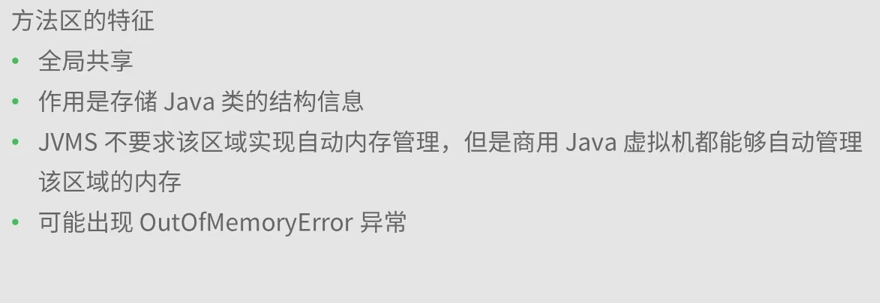 方法区的特征
• 全局共享
• 作用是存储 Java 类的结构信息
• JVMS 不要求该区域实现自动内存管理，但是商用 Java 虚拟机都能够自动管理
该区域的内存
• 可能出现 OutOfMemoryError 异常